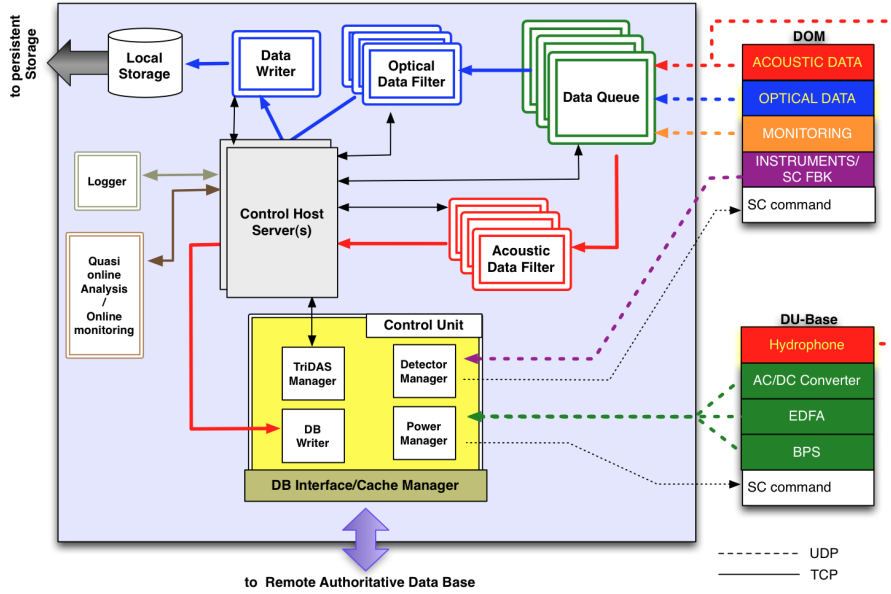 to persistent
Storage
Local
Storage
Data
Writer
Optical
Data Filter
Data Queue
DOM
ACOUSTIC DATA
OPTICAL DATA
MONITORING
INSTRUMENTS/
SC FBK
SC command
Logger
Control Host
Server(s)
Quasi
online
Analysis
/
Online
monitoring
Acoustic
Data Filter
Control Unit
TriDAS
Manager
Detector
Manager
DB
Writer
Power
Manager
DB Interface/Cache Manager
DU-Base
Hydrophone
AC/DC Converter
EDFA
BPS
SC command
UDP
TCP
to Remote Authoritative Data Base